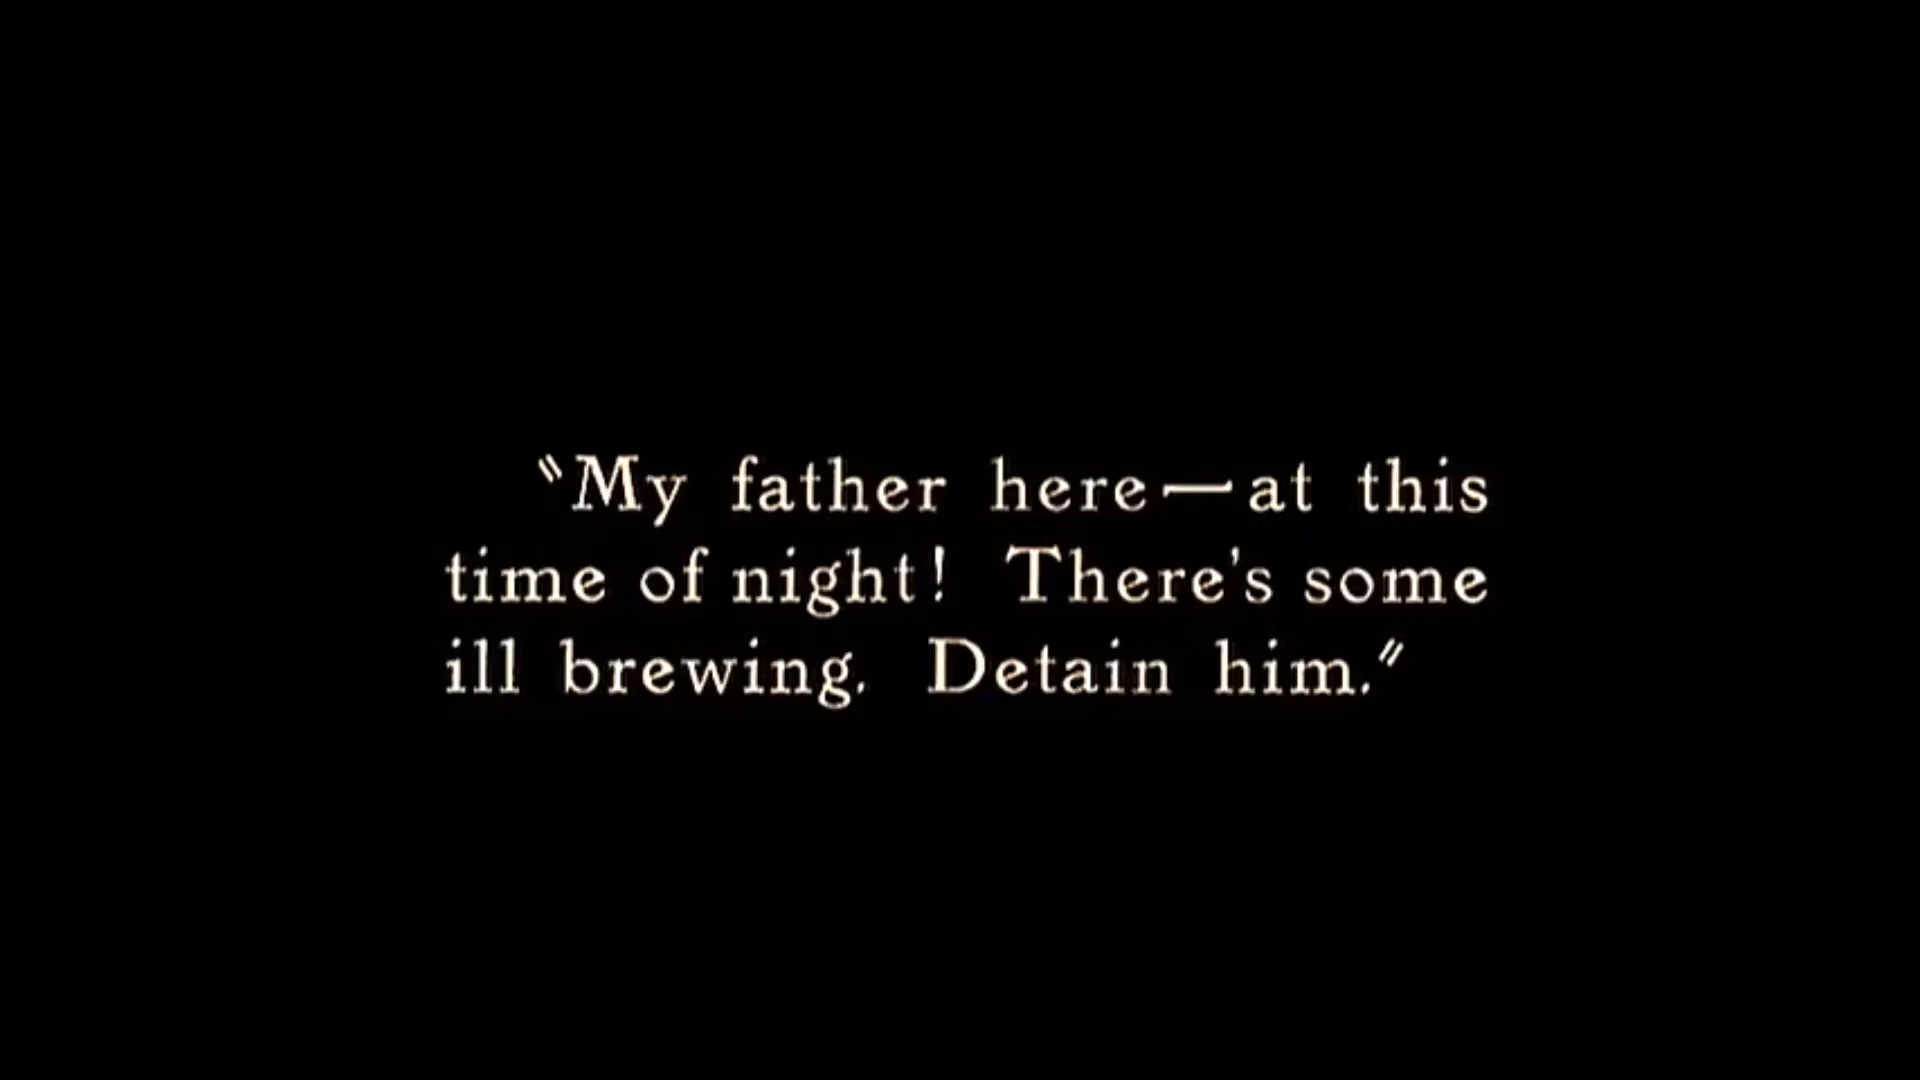 "My father here—at this
time of night! There's some
ill brewing. Detain him."